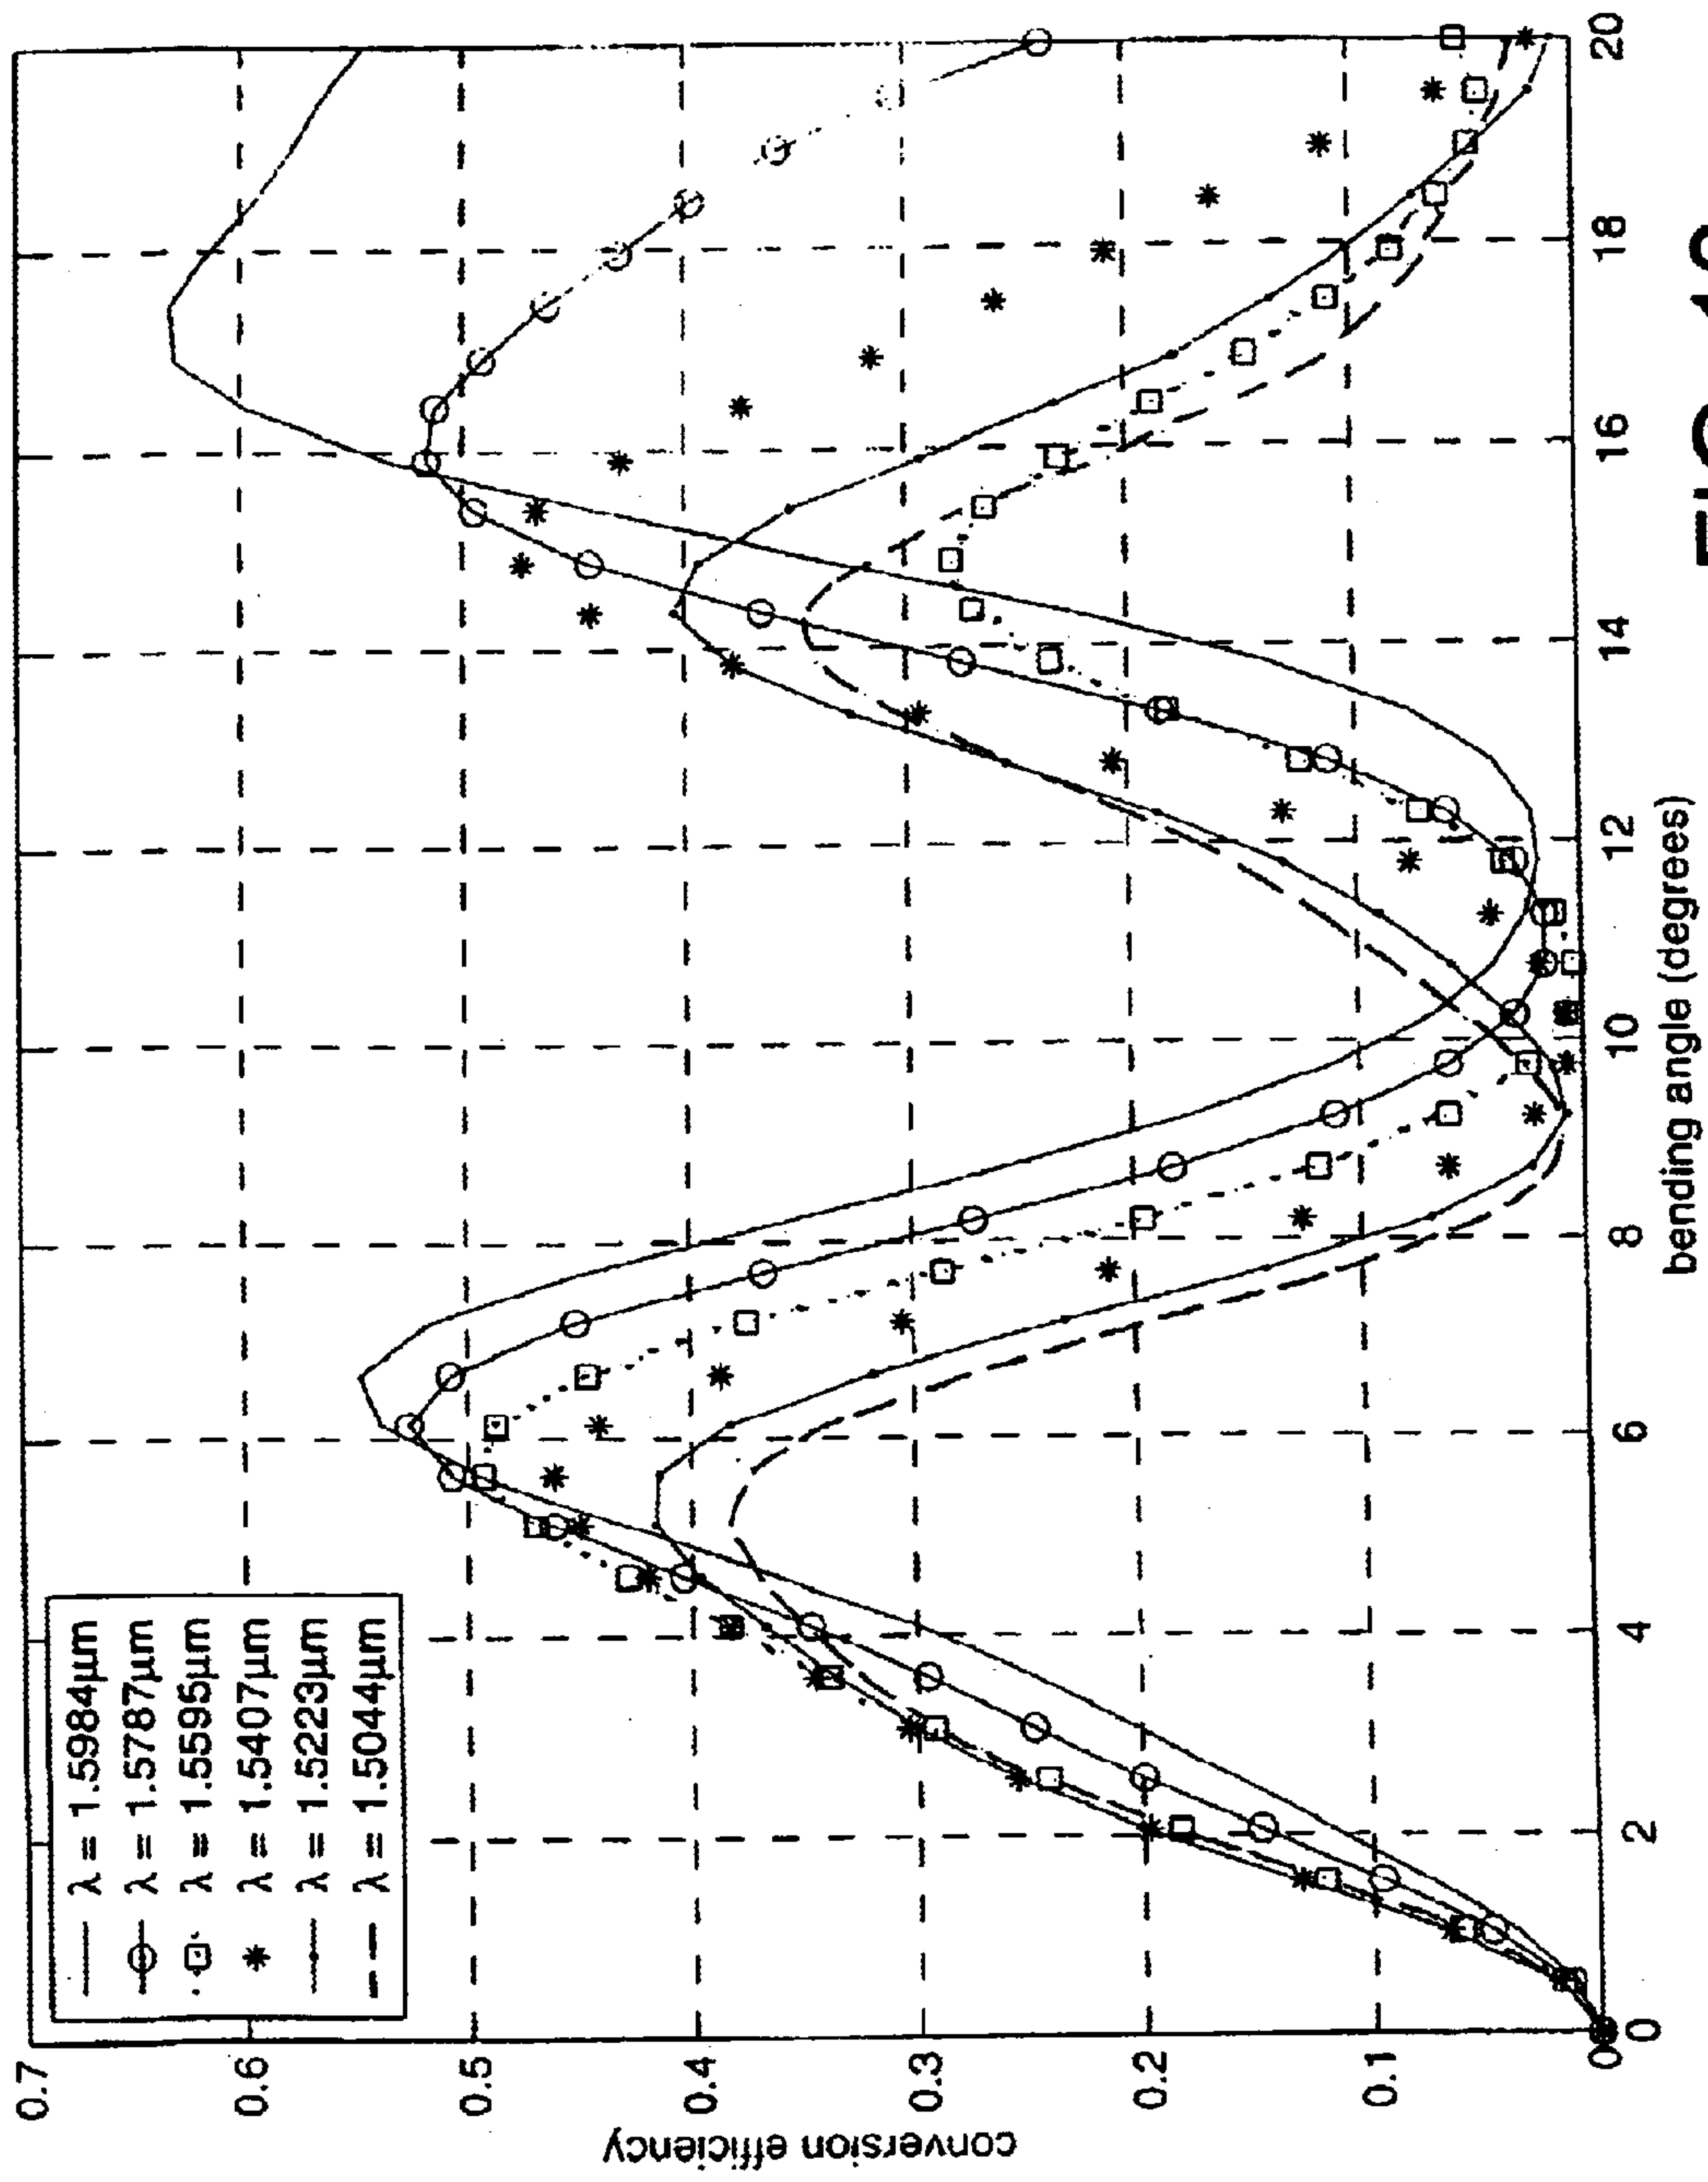 λ = 1.5984µm
λ = 1.5787µm
λ = 1.5595µm
λ = 1.5407µm
λ = 1.5223µm
λ = 1.5044µm
0.7
0.6
0.5
0.4
0.3
0.2
0.1
0
conversion efficiency
0
2
4
6
8
10
12
14
16
18
20
bending angle (degrees)